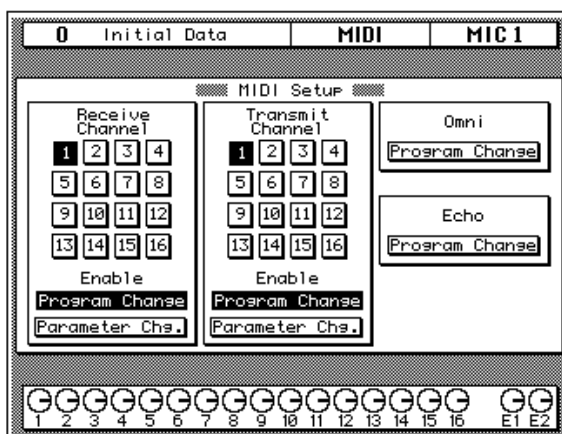 0 Initial Data MIDI MIC 1
MIDI Setup
Receive
Channel
1 2 3 4
5 6 7 8
9 10 11 12
13 14 15 16
Enable
Program Change
Parameter Chg.
Transmit
Channel
1 2 3 4
5 6 7 8
9 10 11 12
13 14 15 16
Enable
Program Change
Parameter Chg.
Omni
Program Change
Echo
Program Change
1 2 3 4 5 6 7 8 9 10 11 12 13 14 15 16 E1 E2